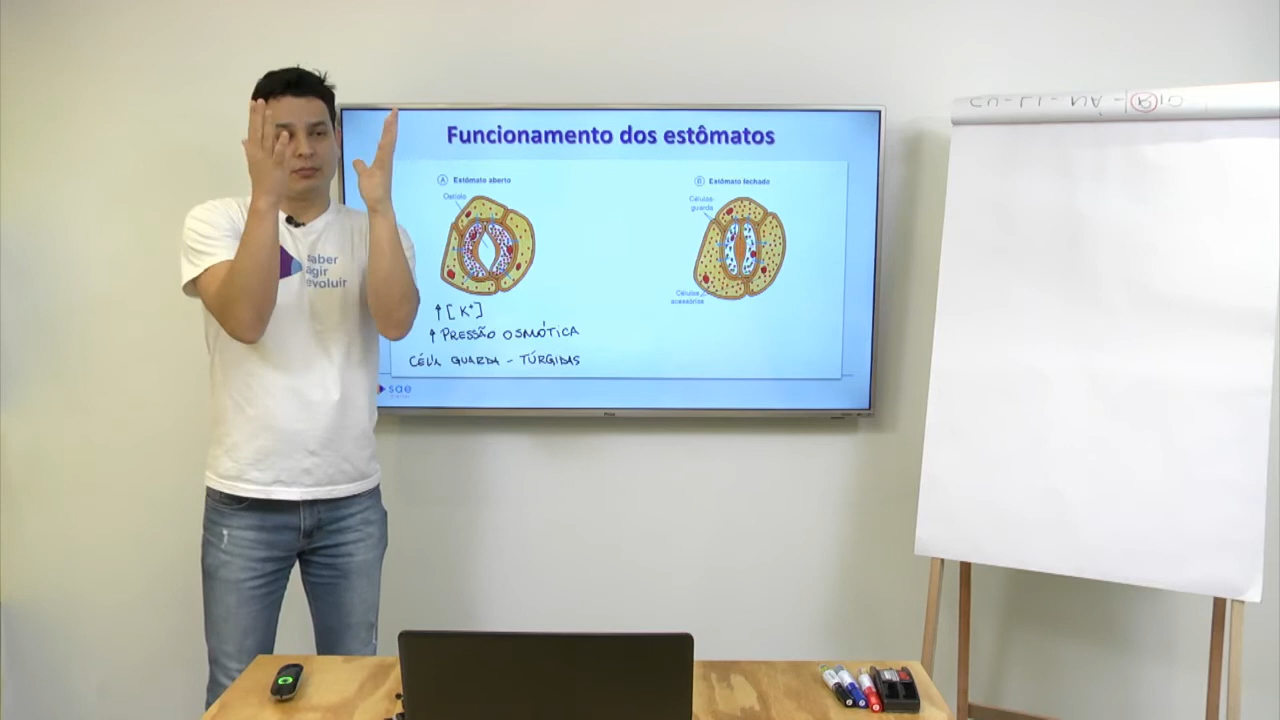 Funcionamento dos estômatos
A Estômato aberto
Ostíolo
B Estômato fechado
Células-
guarda
Células
acessórias
↑[K⁺]
↑ PRESSÃO OSMÓTICA
CÉL'A GUARDA - TÚRGIDAS
sae
saber
agir
evoluir